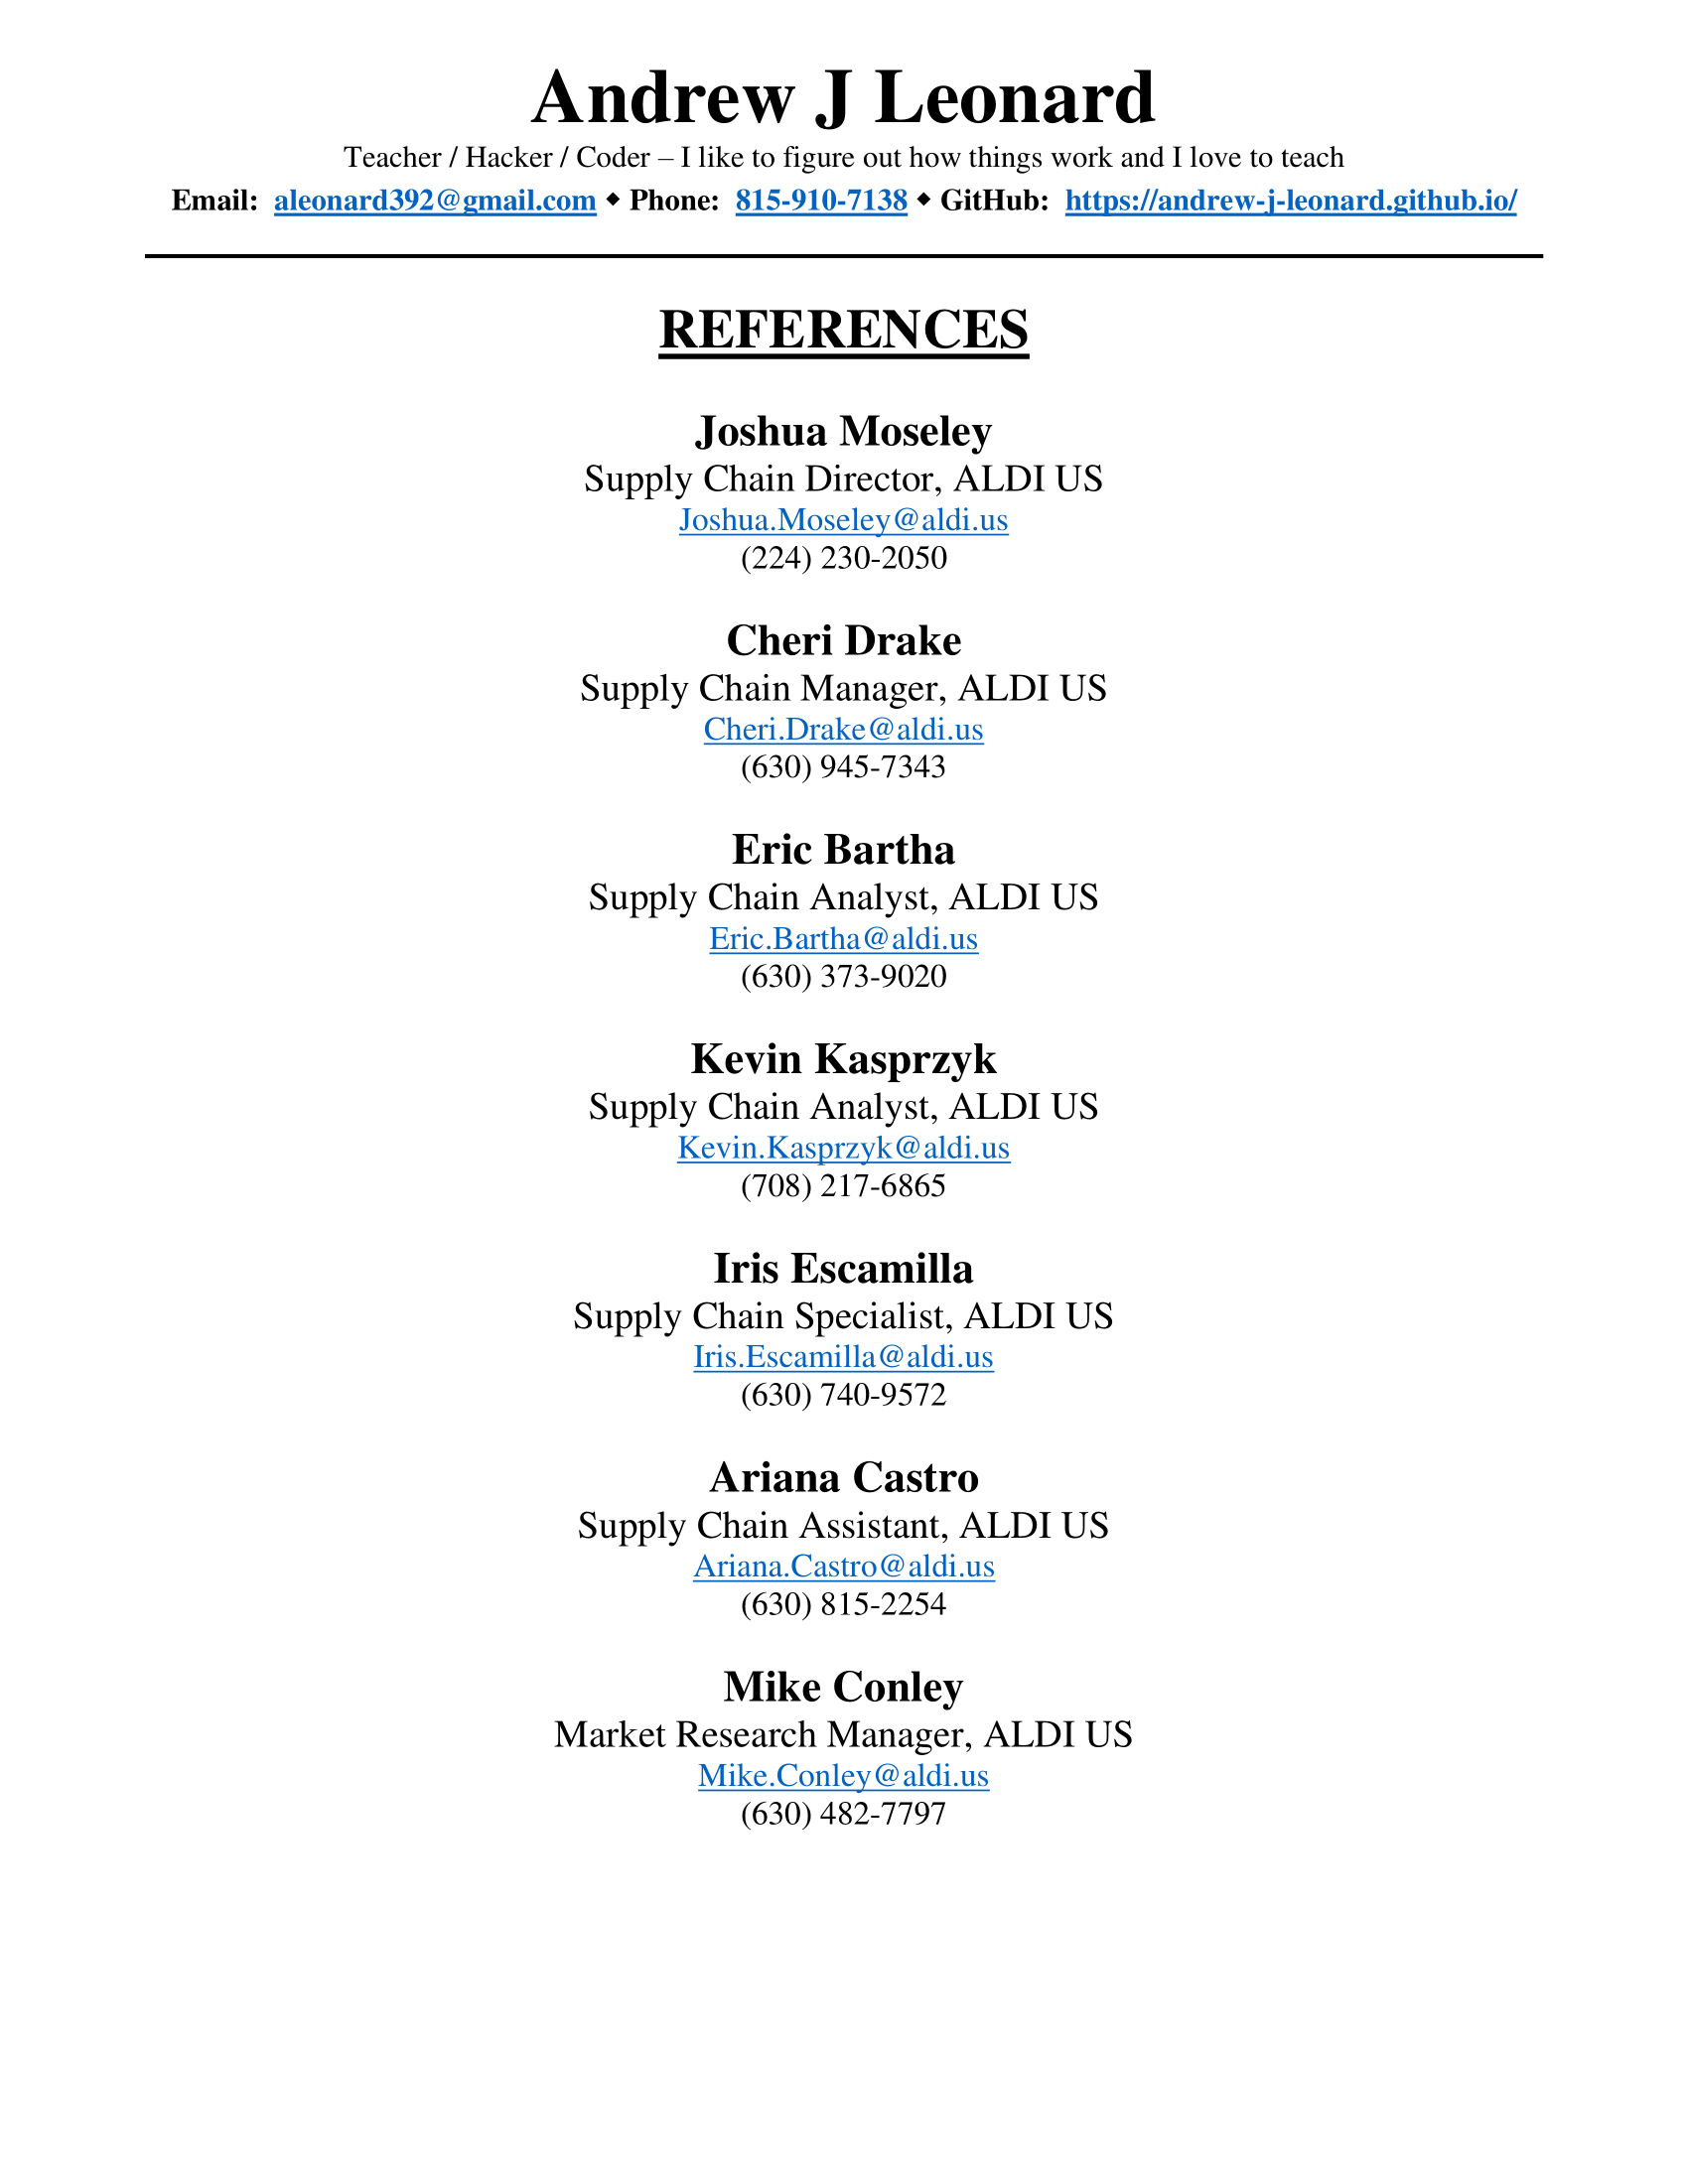 Andrew J Leonard
Teacher / Hacker / Coder – I like to figure out how things work and I love to teach
Email: aleonard392@gmail.com ◆ Phone: 815-910-7138 ◆ GitHub: https://andrew-j-leonard.github.io/
REFERENCES
Joshua Moseley
Supply Chain Director, ALDI US
Joshua.Moseley@aldi.us
(224) 230-2050
Cheri Drake
Supply Chain Manager, ALDI US
Cheri.Drake@aldi.us
(630) 945-7343
Eric Bartha
Supply Chain Analyst, ALDI US
Eric.Bartha@aldi.us
(630) 373-9020
Kevin Kasprzyk
Supply Chain Analyst, ALDI US
Kevin.Kasprzyk@aldi.us
(708) 217-6865
Iris Escamilla
Supply Chain Specialist, ALDI US
Iris.Escamilla@aldi.us
(630) 740-9572
Ariana Castro
Supply Chain Assistant, ALDI US
Ariana.Castro@aldi.us
(630) 815-2254
Mike Conley
Market Research Manager, ALDI US
Mike.Conley@aldi.us
(630) 482-7797